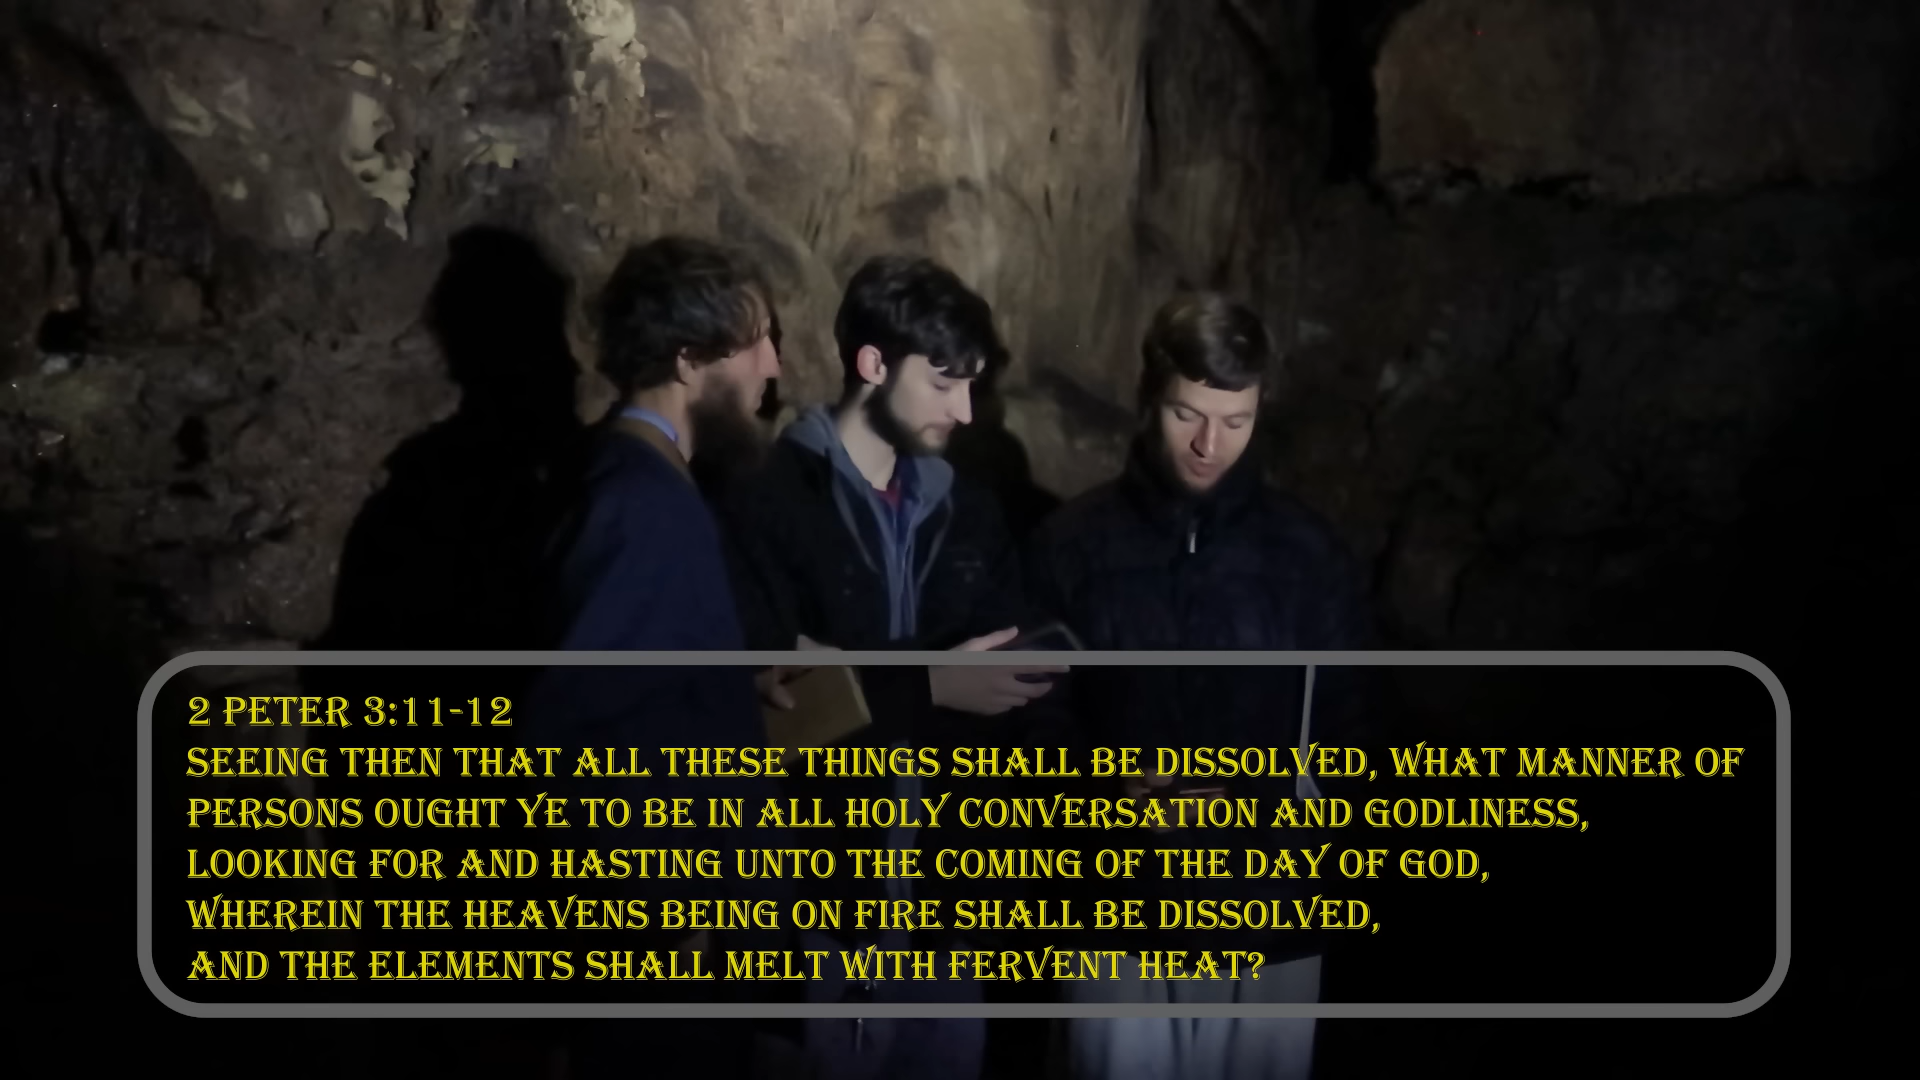 2 PETER 3:11-12
SEEING THEN THAT ALL THESE THINGS SHALL BE DISSOLVED, WHAT MANNER OF
PERSONS OUGHT YE TO BE IN ALL HOLY CONVERSATION AND GODLINESS,
LOOKING FOR AND HASTING UNTO THE COMING OF THE DAY OF GOD,
WHEREIN THE HEAVENS BEING ON FIRE SHALL BE DISSOLVED,
AND THE ELEMENTS SHALL MELT WITH FERVENT HEAT?